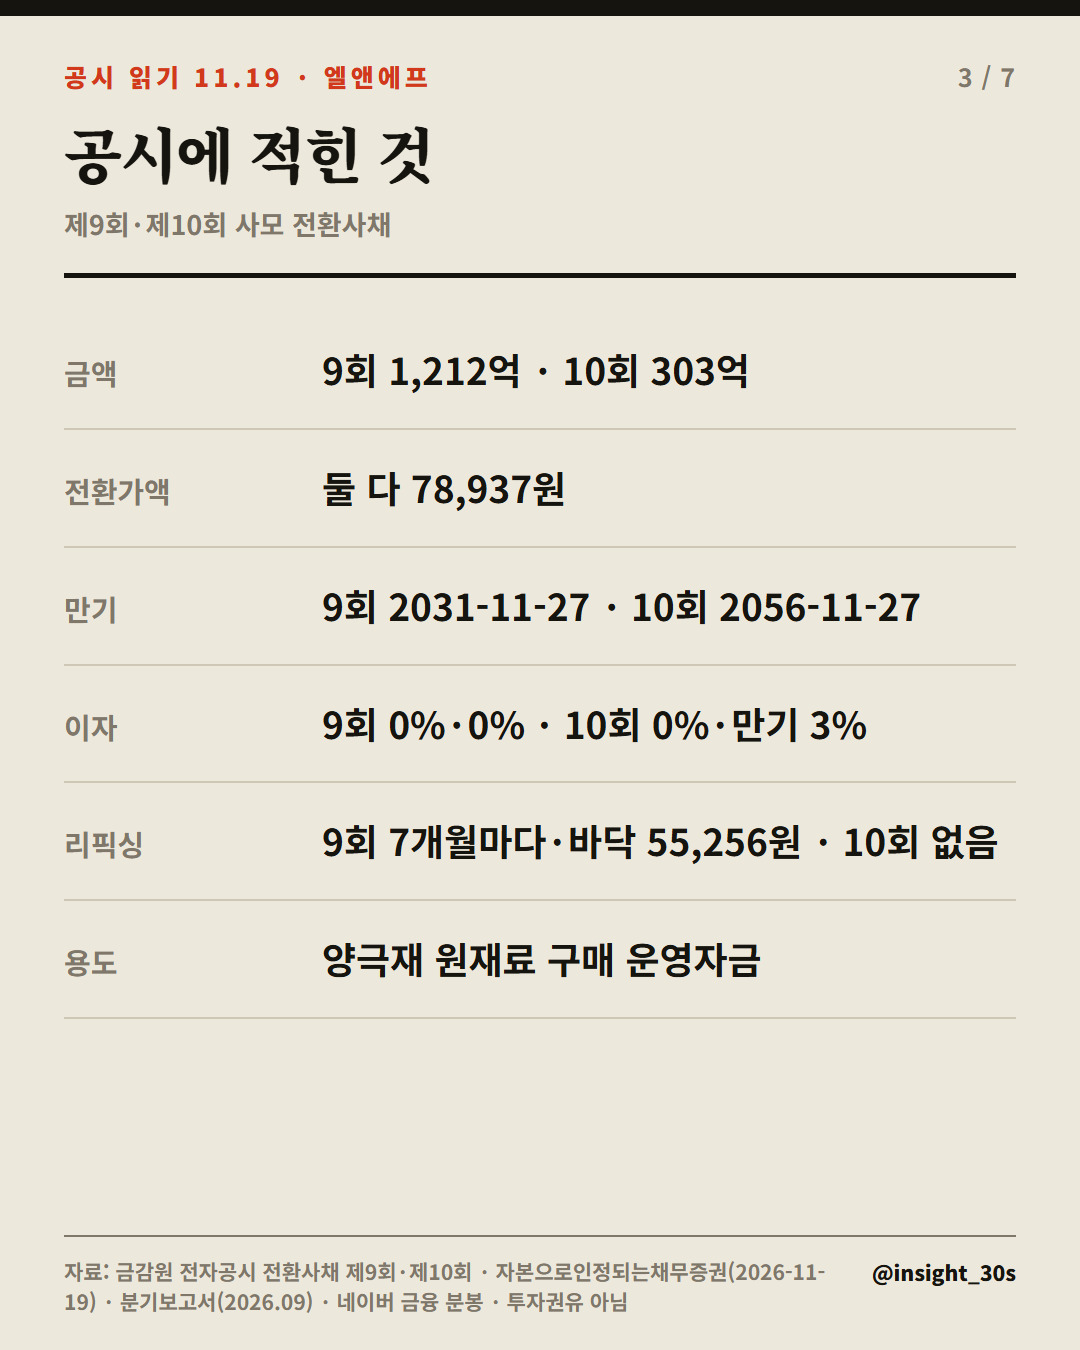 공시 읽기 11.19 · 엘앤에프
3 / 7
공시에 적힌 것
제9회·제10회 사모 전환사채
금액 9회 1,212억 · 10회 303억
전환가액 둘 다 78,937원
만기 9회 2031-11-27 · 10회 2056-11-27
이자 9회 0%·0% · 10회 0%·만기 3%
리픽싱 9회 7개월마다·바닥 55,256원 · 10회 없음
용도 양극재 원재료 구매 운영자금
자료: 금감원 전자공시 전환사채 제9회·제10회 · 자본으로인정되는채무증권(2026-11-
19) · 분기보고서(2026.09) · 네이버 금융 분봉 · 투자권유 아님
@insight_30s